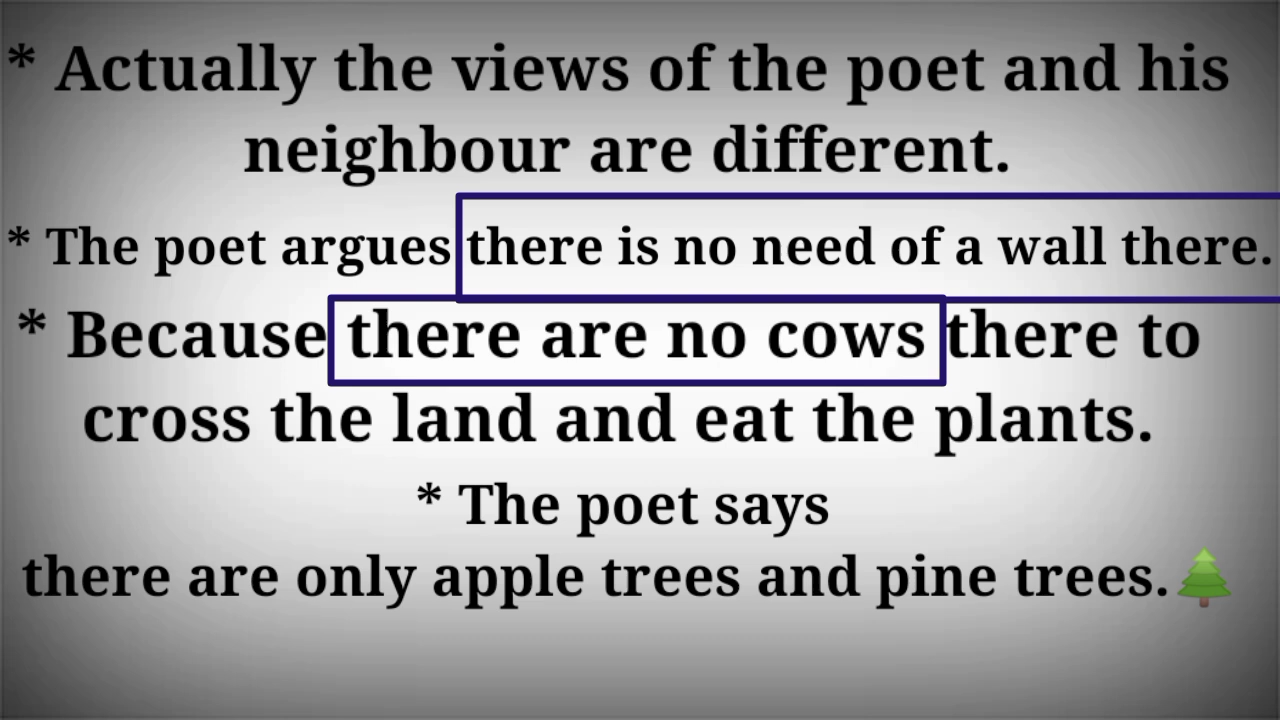 * Actually the views of the poet and his
neighbour are different.
* The poet argues there is no need of a wall there.
* Because there are no cows there to
cross the land and eat the plants.
* The poet says
there are only apple trees and pine trees.🌲